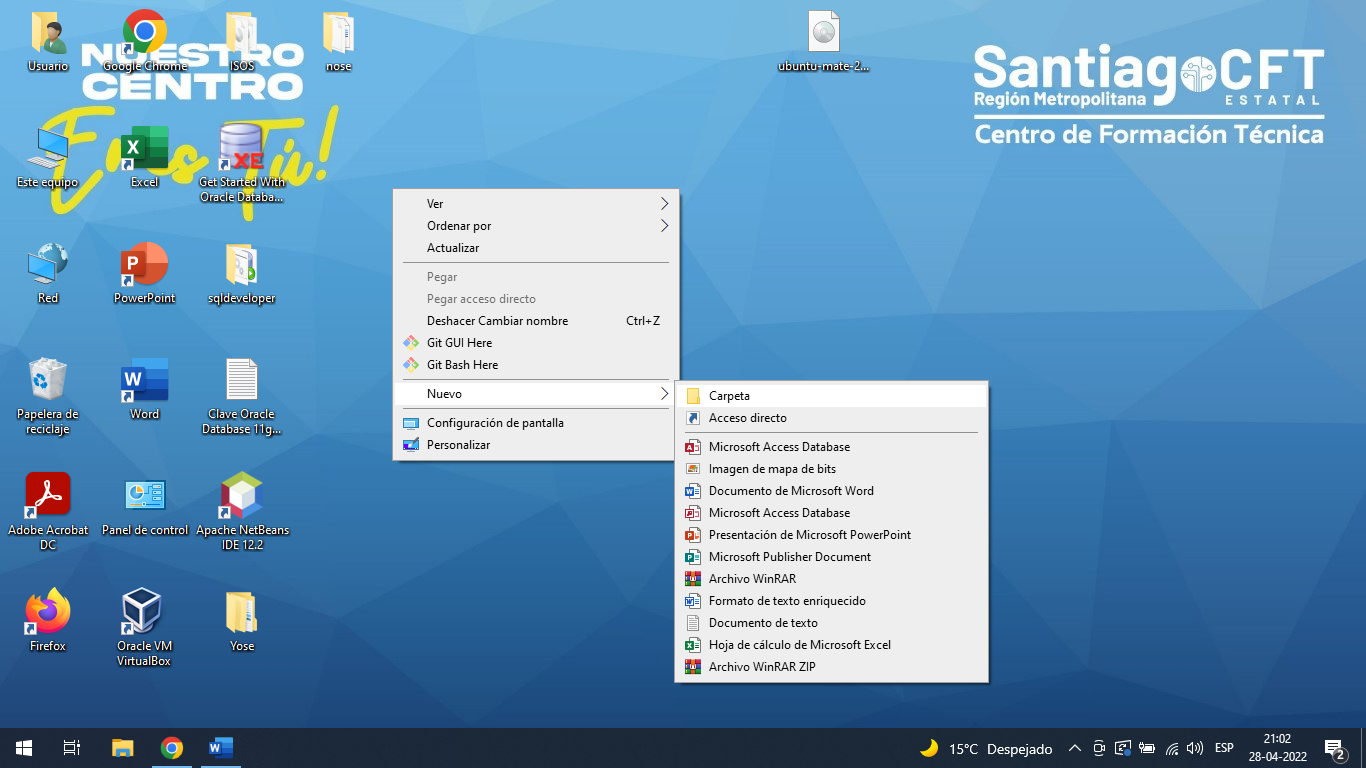 Usuario
Google Chrome
ISOS
nose
ubuntu-mate-2...
NUESTRO
CENTRO
Eres Tú!
Santiago CFT
Región Metropolitana
ESTATAL
Centro de Formación Técnica
Este equipo
Excel
XE
Get Started With
Oracle Databa...
Red
PowerPoint
sqldeveloper
Papelera de
reciclaje
Word
Clave Oracle
Database 11g...
Adobe Acrobat
DC
Panel de control
Apache NetBeans
IDE 12.2
Firefox
Oracle VM
VirtualBox
Yose
Ver
Ordenar por
Actualizar
Pegar
Pegar acceso directo
Deshacer Cambiar nombre Ctrl+Z
Git GUI Here
Git Bash Here
Nuevo
Configuración de pantalla
Personalizar
Carpeta
Acceso directo
Microsoft Access Database
Imagen de mapa de bits
Documento de Microsoft Word
Microsoft Access Database
Presentación de Microsoft PowerPoint
Microsoft Publisher Document
Archivo WinRAR
Formato de texto enriquecido
Documento de texto
Hoja de cálculo de Microsoft Excel
Archivo WinRAR ZIP
15°C Despejado
ESP
21:02
28-04-2022
2